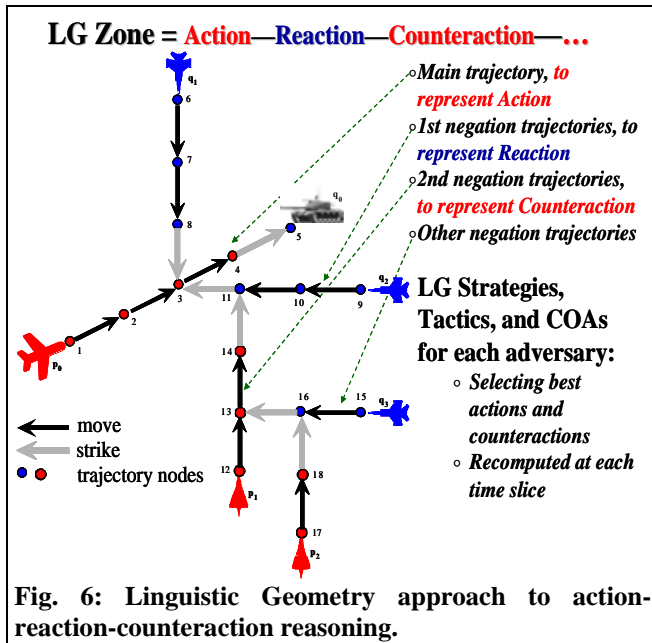 LG Zone = Action—Reaction—Counteraction—…
Main trajectory, to
represent Action
1st negation trajectories, to
represent Reaction
2nd negation trajectories,
to represent Counteraction
Other negation trajectories
q1
6
7
8
q0
5
4
3
2
1
p0
11
10
9
q2
LG Strategies,
Tactics, and COAs
for each adversary:
Selecting best
actions and
counteractions
Recomputed at each
time slice
14
13
16
15
q3
12
p1
18
17
p2
move
strike
trajectory nodes
Fig. 6: Linguistic Geometry approach to action-
reaction-counteraction reasoning.